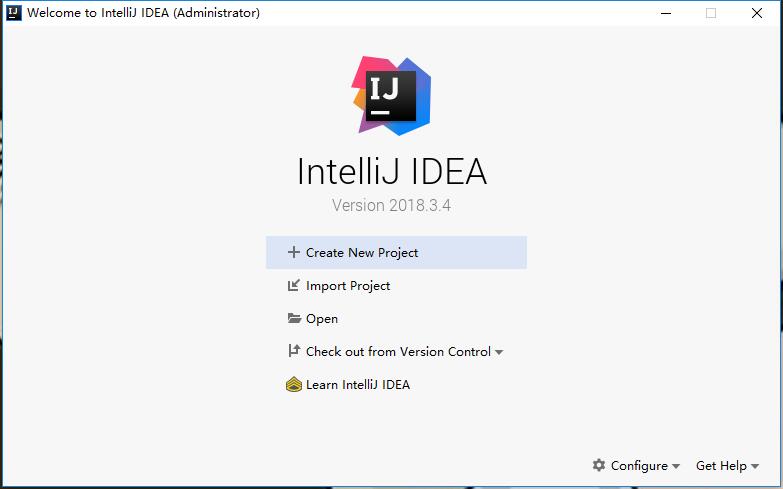 Welcome to IntelliJ IDEA (Administrator)
IJ
IntelliJ IDEA
Version 2018.3.4
Create New Project
Import Project
Open
Check out from Version Control
Learn IntelliJ IDEA
Configure Get Help